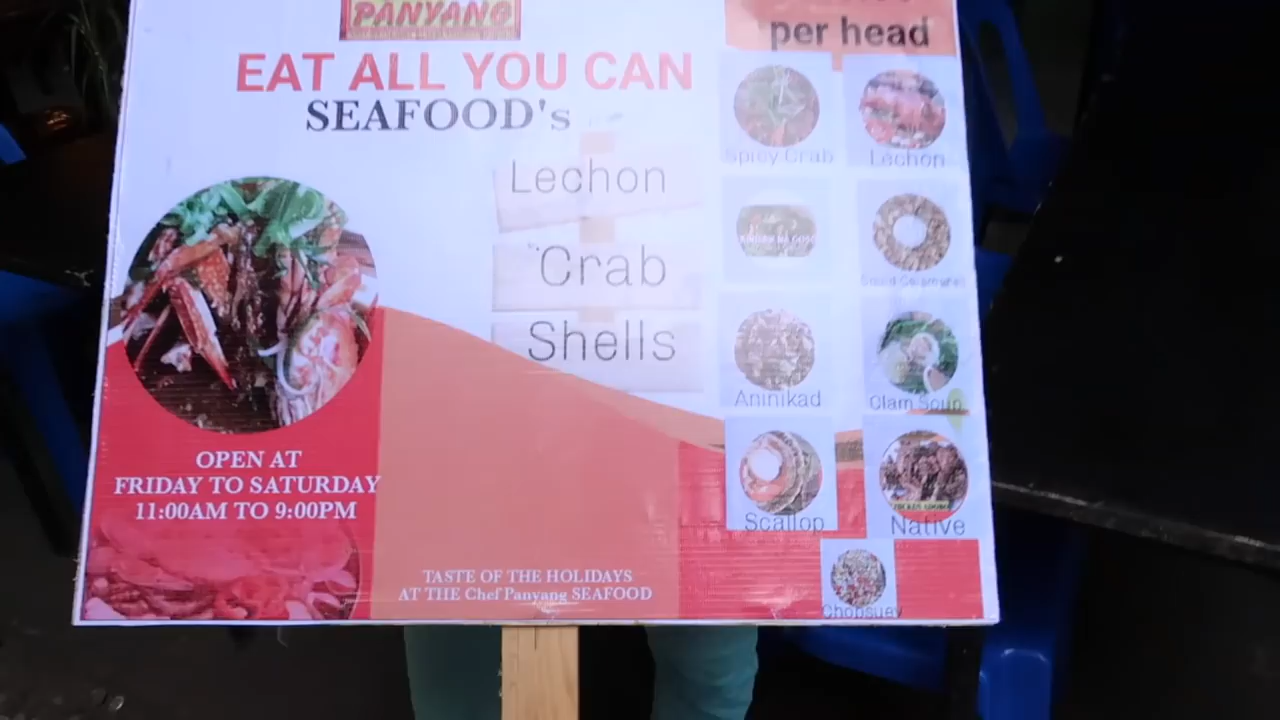 PANYANG
EAT ALL YOU CAN
SEAFOOD's
Lechon
Crab
Shells
OPEN AT
FRIDAY TO SATURDAY
11:00AM TO 9:00PM
TASTE OF THE HOLIDAYS
AT THE Chef Panyang SEAFOOD
per head
Spicy Crab
Lechon
Aninikad
Clam Soup
Scallop
Native
Chopsuey